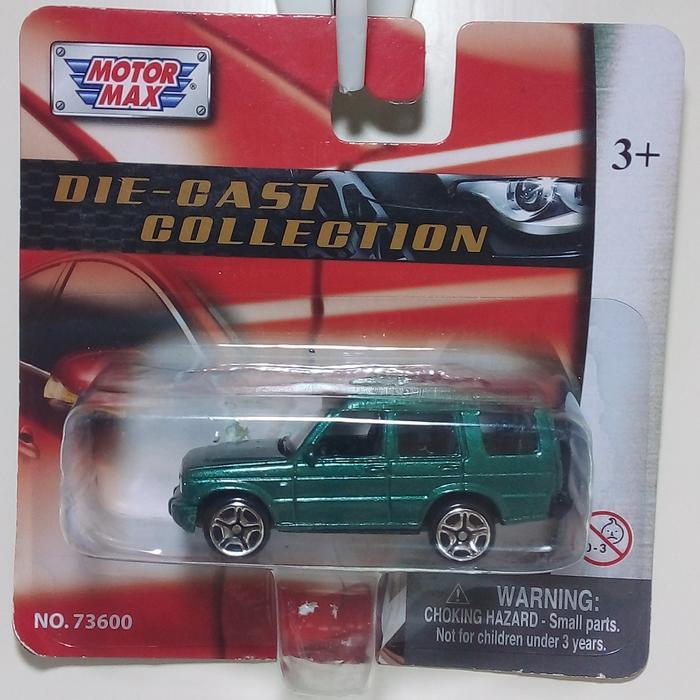 MOTOR
MAX
®
3+
DIE-CAST
COLLECTION
0-3
NO. 73600
WARNING:
CHOKING HAZARD - Small parts.
Not for children under 3 years.